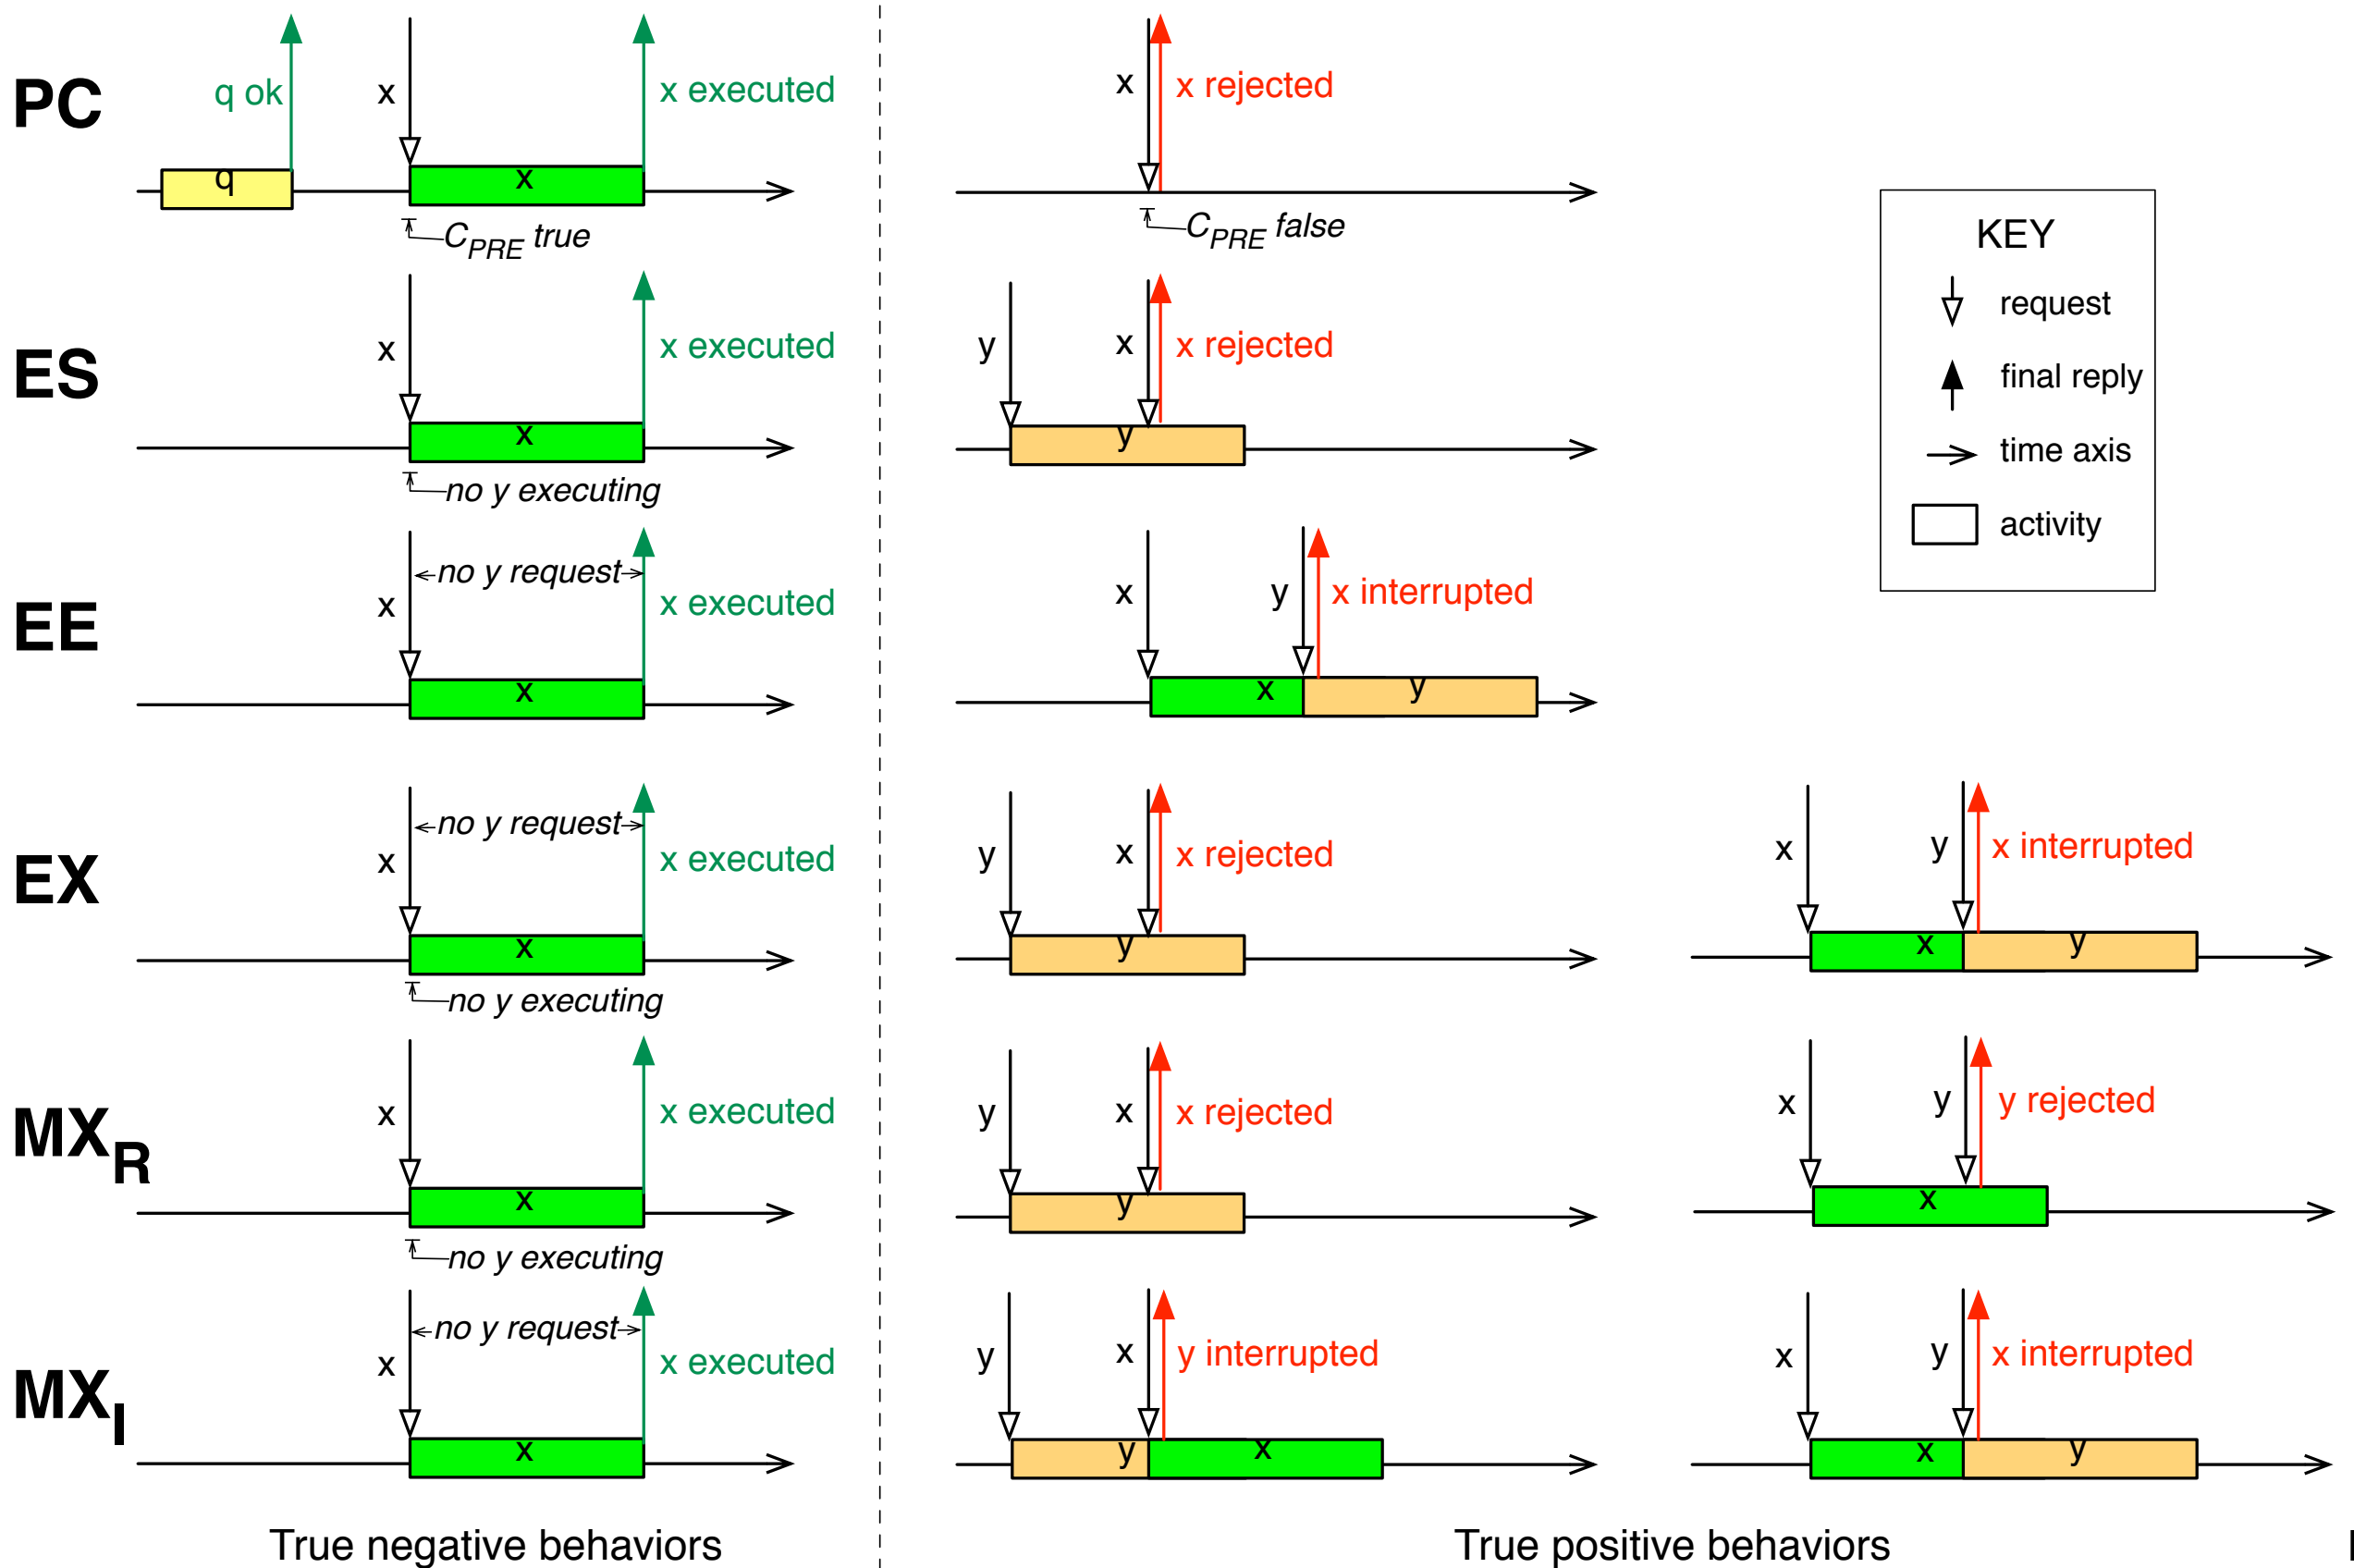 PC
q ok
x
x executed
q
x
C_PRE true
x
x rejected
C_PRE false
KEY
request
final reply
time axis
activity
ES
x
x executed
x
no y executing
y
x
x rejected
y
EE
no y request
x
x executed
x
x
y
x interrupted
x
y
EX
no y request
x
x executed
x
no y executing
y
x
x rejected
y
x
y
x interrupted
x
y
MX_R
x
x executed
x
no y executing
y
x
x rejected
y
x
y
y rejected
x
MX_I
no y request
x
x executed
x
y
x
y interrupted
y
x
x
y
x interrupted
x
y
True negative behaviors
True positive behaviors